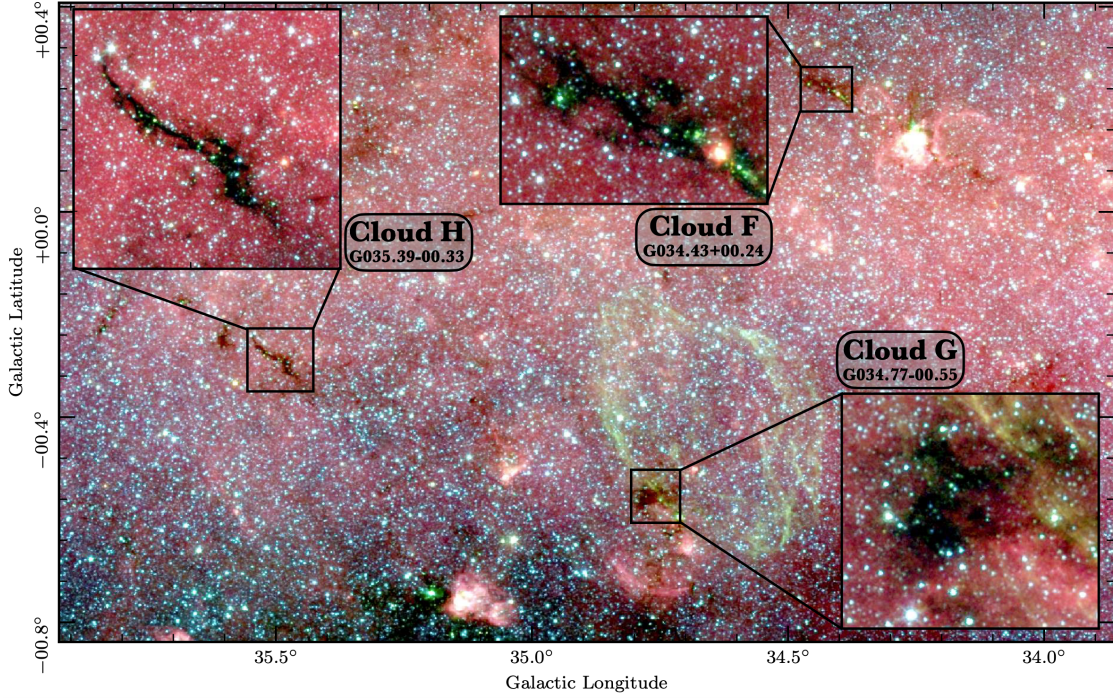 +00.4°
+00.0°
−00.4°
−00.8°
Galactic Latitude
Cloud H
G035.39-00.33
Cloud F
G034.43+00.24
Cloud G
G034.77-00.55
35.5°
35.0°
34.5°
34.0°
Galactic Longitude